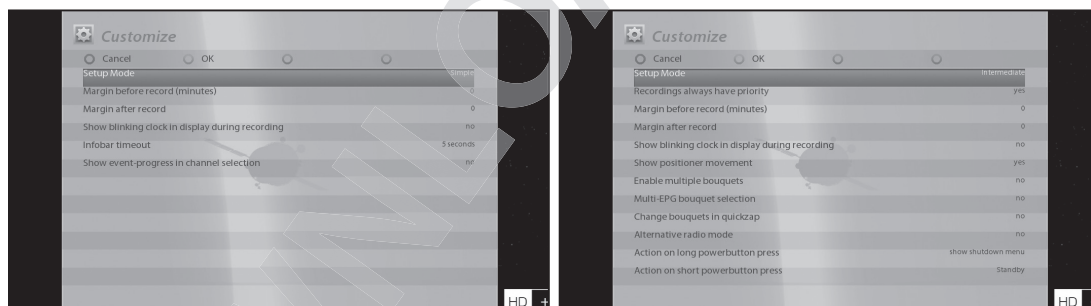 Customize
Cancel OK
Setup Mode Simple
Margin before record (minutes)
Margin after record 0
Show blinking clock in display during recording no
Infobar timeout 5 seconds
Show event-progress in channel selection no
HD +
Customize
Cancel OK
Setup Mode Intermediate
Recordings always have priority yes
Margin before record (minutes) 0
Margin after record 0
Show blinking clock in display during recording no
Show positioner movement yes
Enable multiple bouquets no
Multi-EPG bouquet selection no
Change bouquets in quickzap no
Alternative radio mode no
Action on long powerbutton press show shutdown menu
Action on short powerbutton press Standby
HD